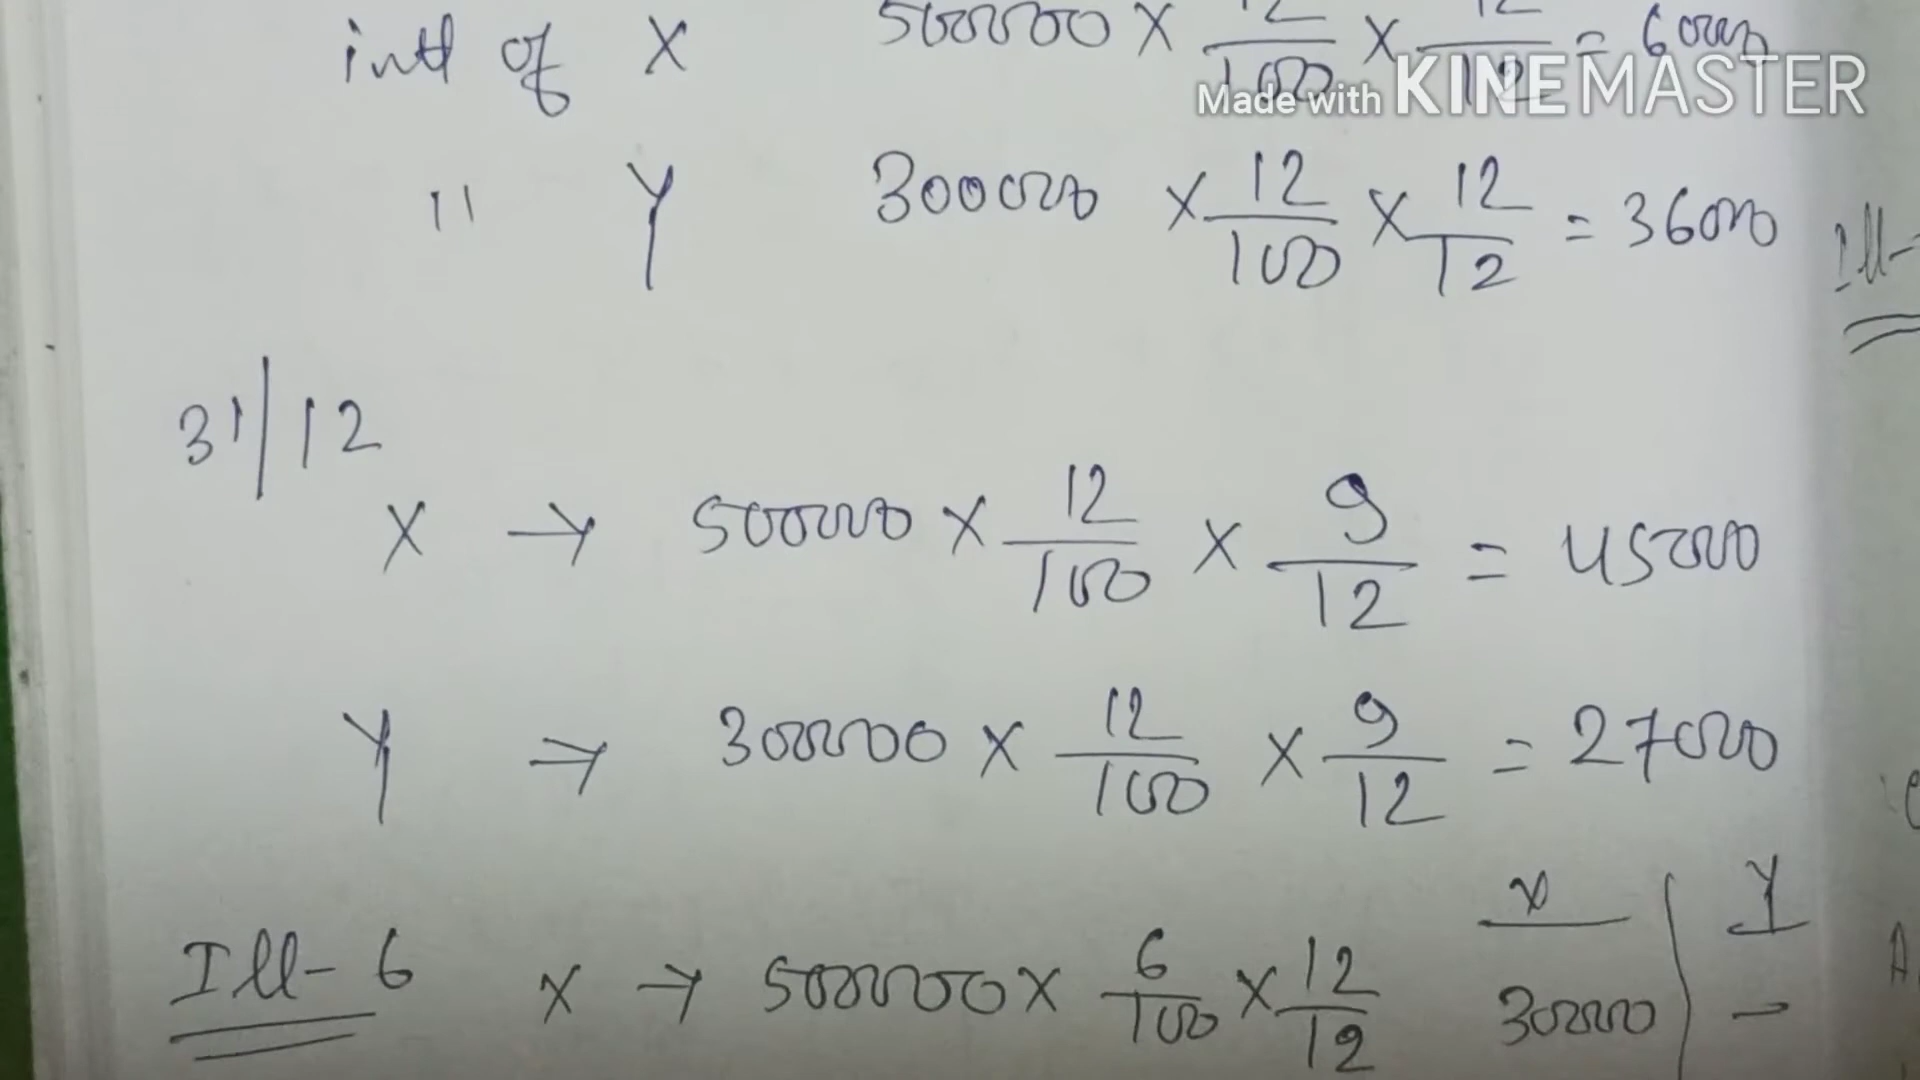 intt of X 500000 × 12/100 × 12/12 = 60000
Made with KINEMASTER
" Y 300000 × 12/100 × 12/12 = 36000
Ill-
31/12
X → 500000 × 12/100 × 9/12 = 45000
Y → 300000 × 12/100 × 9/12 = 27000
X | Y
Ill-6 X → 500000 × 6/100 × 12/12 30000 | -